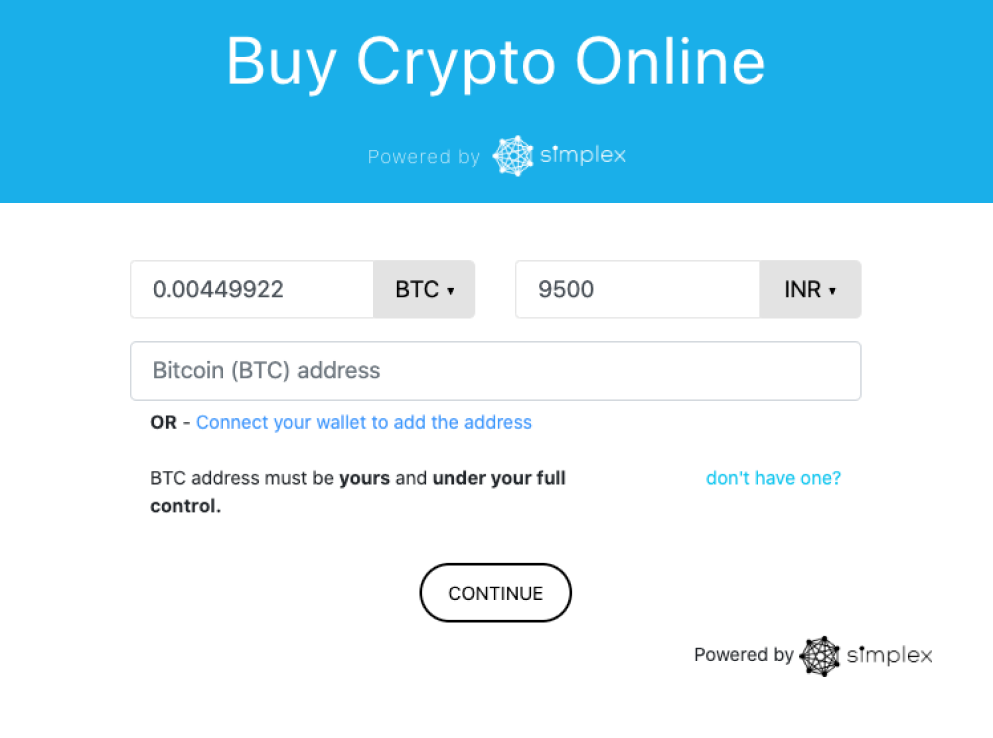 Buy Crypto Online
Powered by simplex
0.00449922 BTC ▾ 9500 INR ▾
Bitcoin (BTC) address
OR - Connect your wallet to add the address
BTC address must be yours and under your full don't have one?
control.
CONTINUE
Powered by simplex